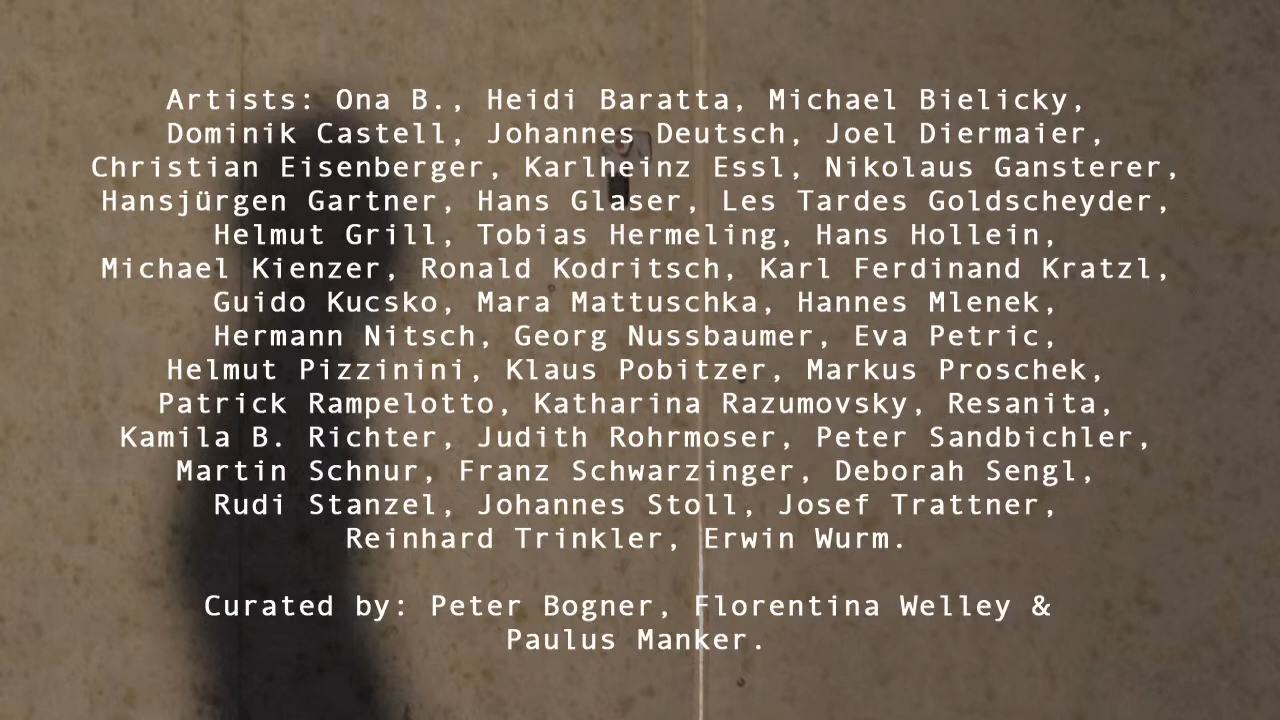 Artists: Ona B., Heidi Baratta, Michael Bielicky,
Dominik Castell, Johannes Deutsch, Joel Diermaier,
Christian Eisenberger, Karlheinz Essl, Nikolaus Gansterer,
Hansjürgen Gartner, Hans Glaser, Les Tardes Goldscheyder,
Helmut Grill, Tobias Hermeling, Hans Hollein,
Michael Kienzer, Ronald Kodritsch, Karl Ferdinand Kratzl,
Guido Kucsko, Mara Mattuschka, Hannes Mlenek,
Hermann Nitsch, Georg Nussbaumer, Eva Petric,
Helmut Pizzinini, Klaus Pobitzer, Markus Proschek,
Patrick Rampelotto, Katharina Razumovsky, Resanita,
Kamila B. Richter, Judith Rohrmoser, Peter Sandbichler,
Martin Schnur, Franz Schwarzinger, Deborah Sengl,
Rudi Stanzel, Johannes Stoll, Josef Trattner,
Reinhard Trinkler, Erwin Wurm.
Curated by: Peter Bogner, Florentina Welley &
Paulus Manker.